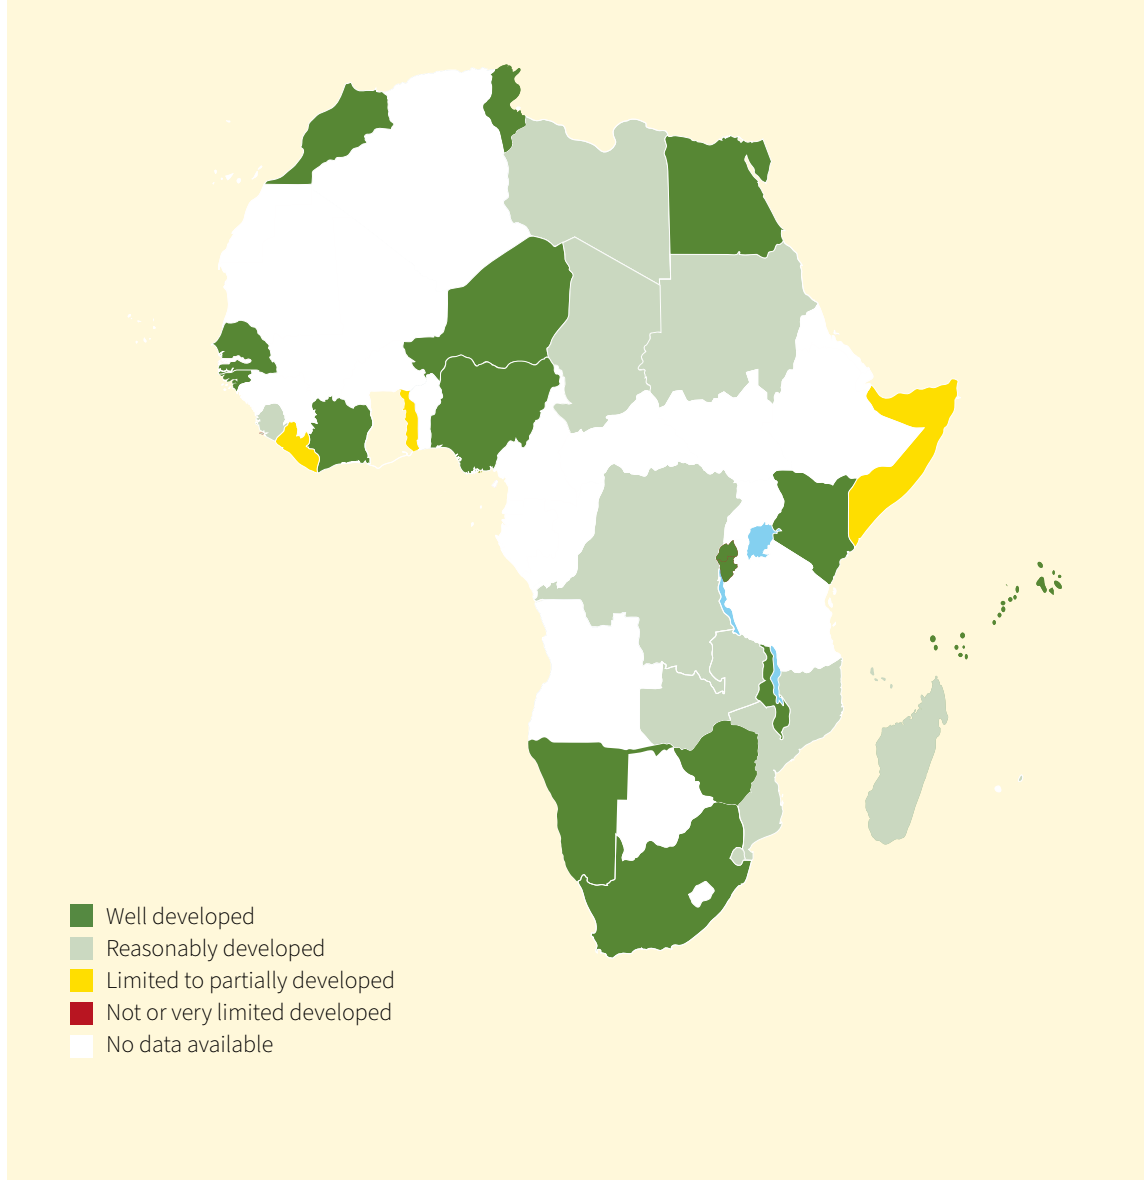 Well developed
Reasonably developed
Limited to partially developed
Not or very limited developed
No data available